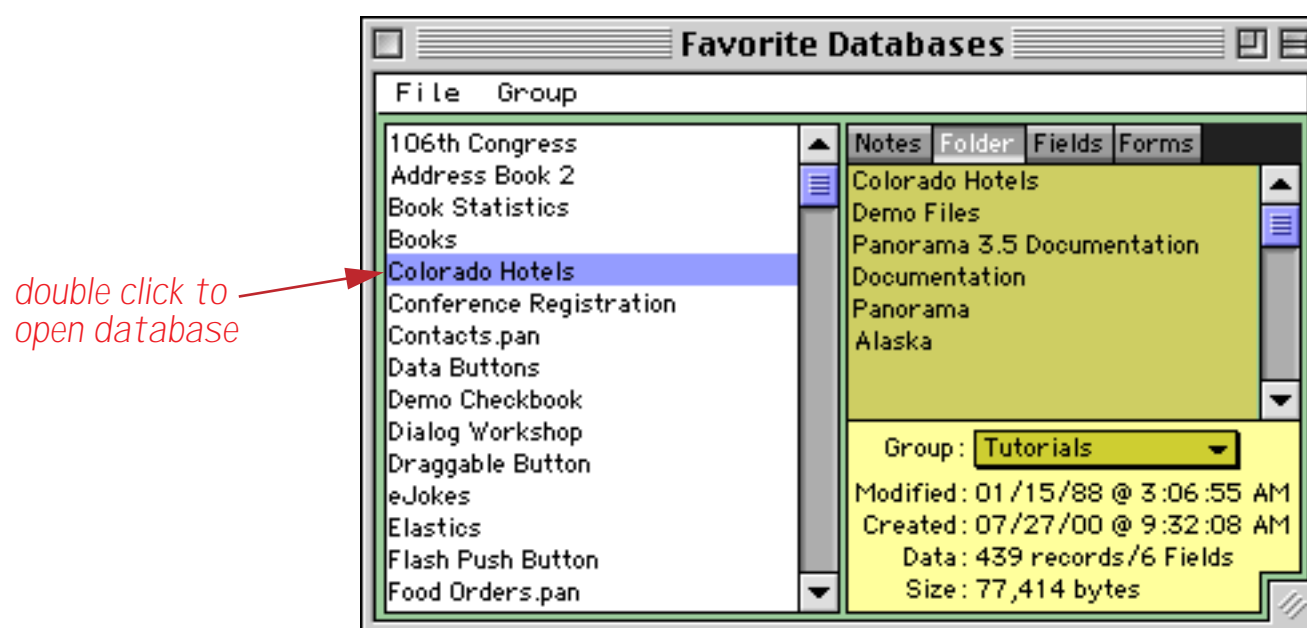 Favorite Databases
File Group
106th Congress
Address Book 2
Book Statistics
Books
Colorado Hotels
Conference Registration
Contacts.pan
Data Buttons
Demo Checkbook
Dialog Workshop
Draggable Button
eJokes
Elastics
Flash Push Button
Food Orders.pan
double click to
open database
Notes Folder Fields Forms
Colorado Hotels
Demo Files
Panorama 3.5 Documentation
Documentation
Panorama
Alaska
Group: Tutorials
Modified: 01/15/88 @ 3:06:55 AM
Created: 07/27/00 @ 9:32:08 AM
Data: 439 records/6 Fields
Size: 77,414 bytes